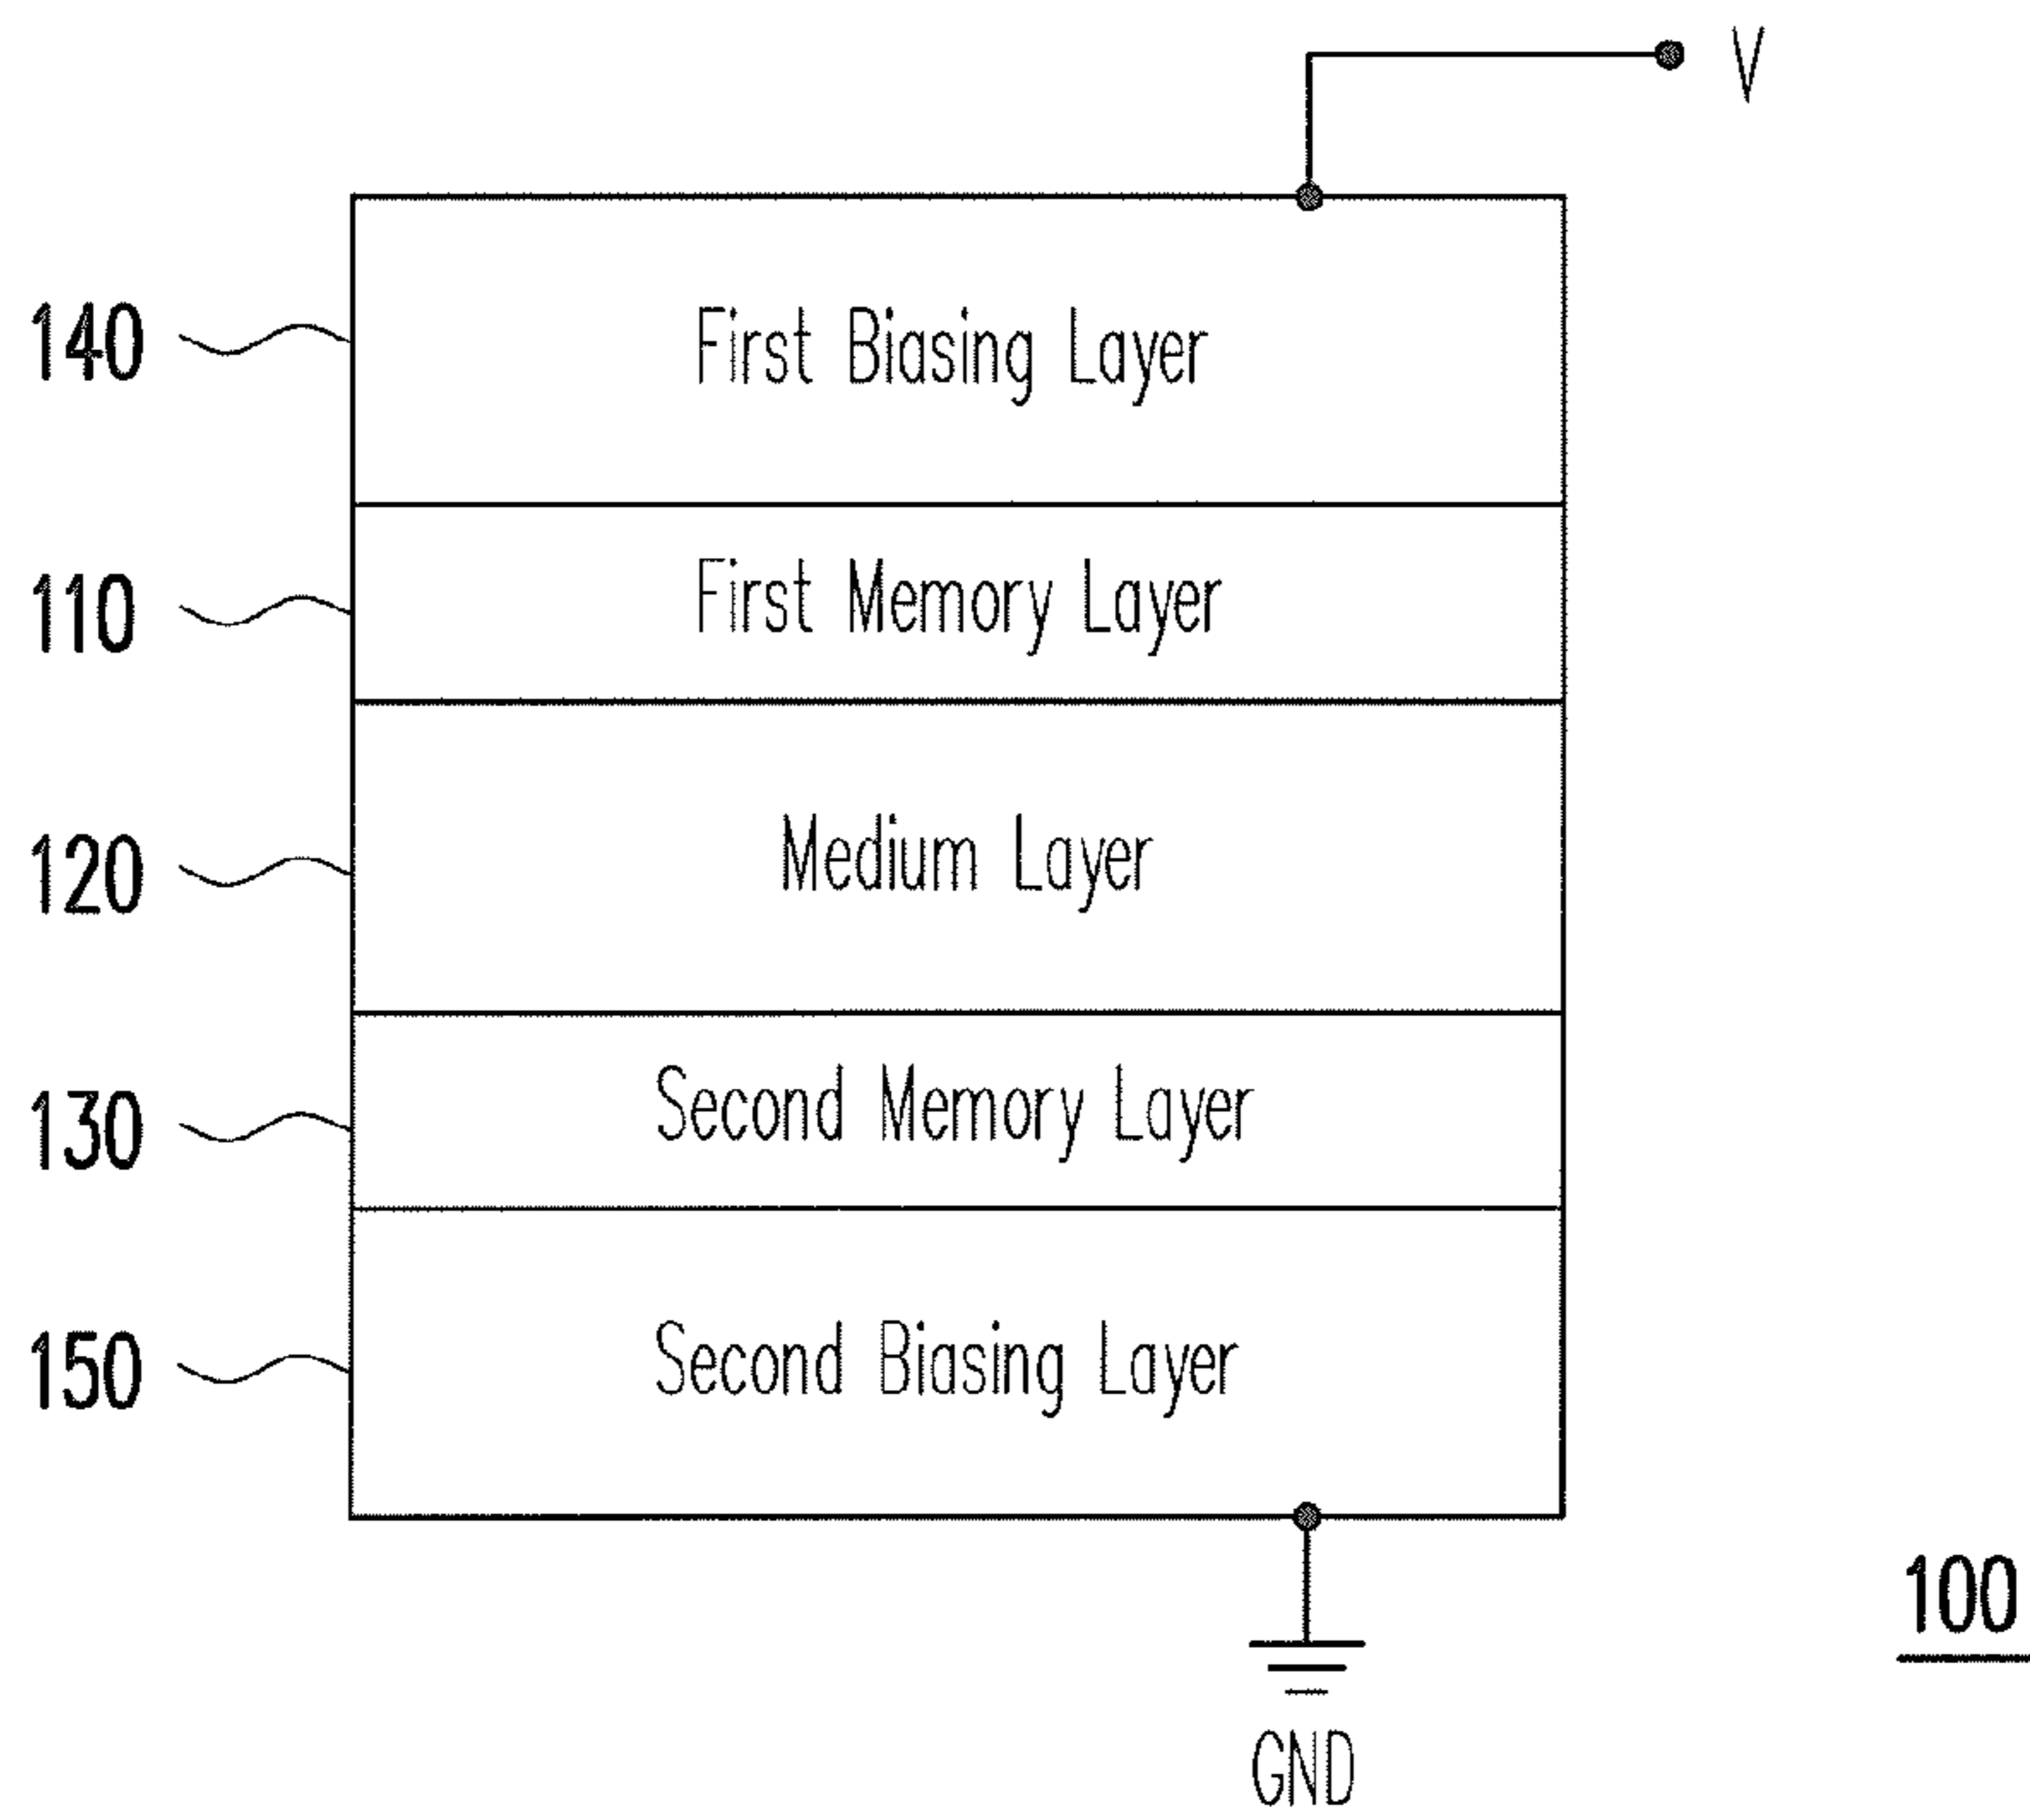 V
140 First Biasing Layer
110 First Memory Layer
120 Medium Layer
130 Second Memory Layer
150 Second Biasing Layer
100
GND